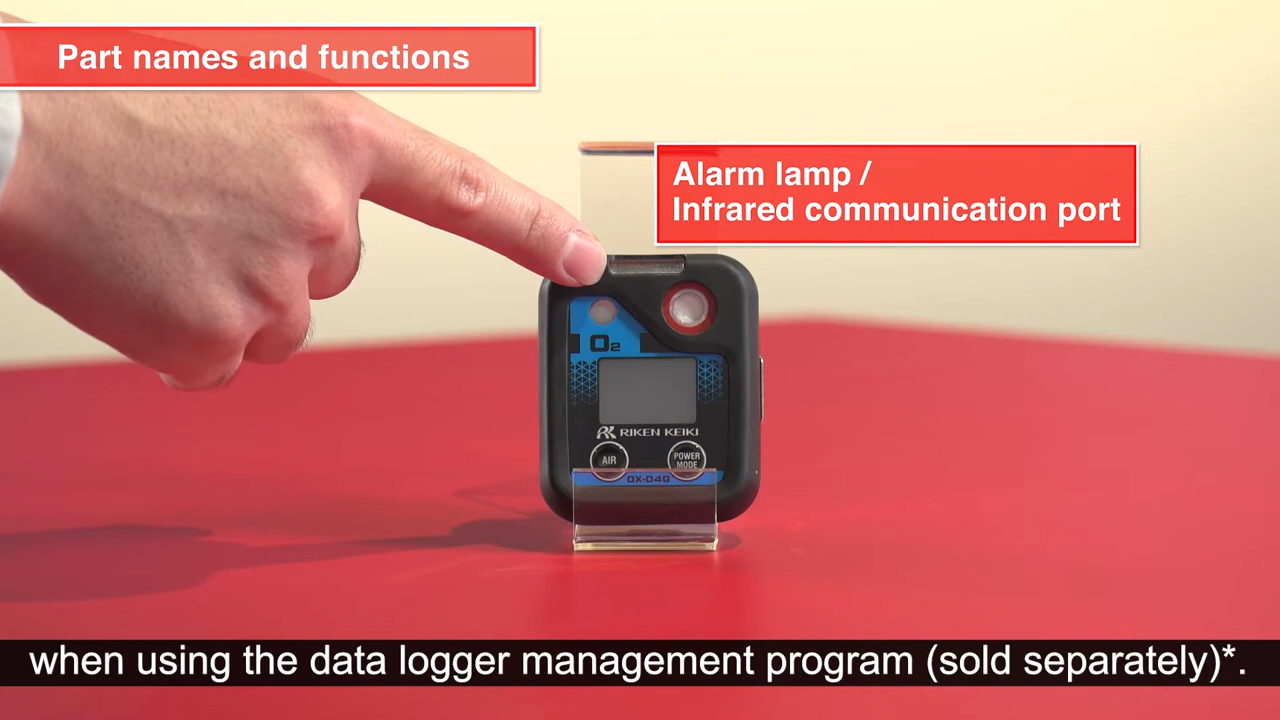 Part names and functions
Alarm lamp /
Infrared communication port
O₂
RIKEN KEIKI
AIR
POWER
MODE
OX-04G
when using the data logger management program (sold separately)*.